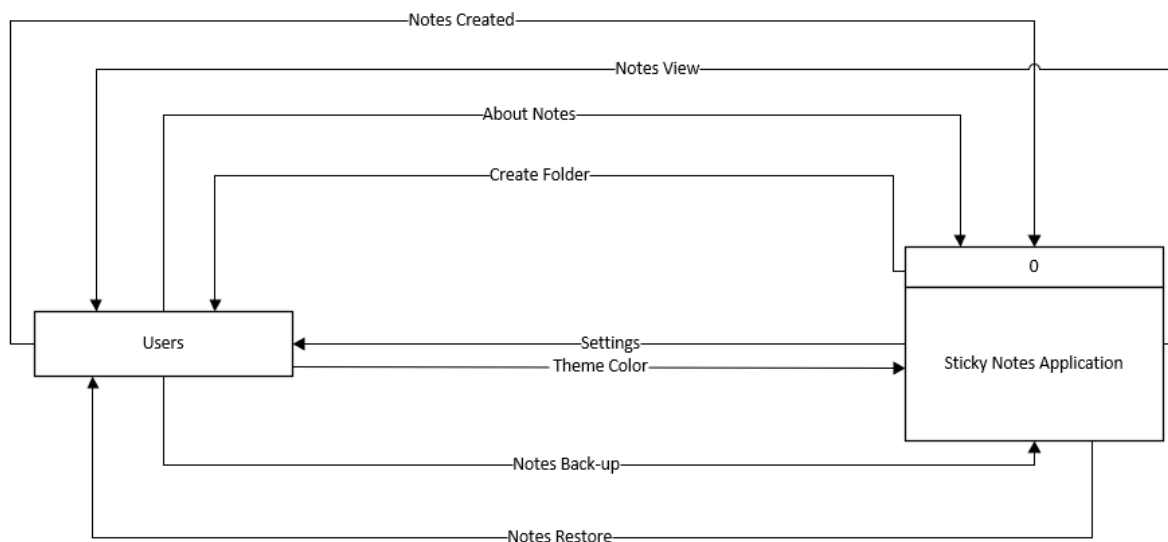 Notes Created
Notes View
About Notes
Create Folder
0
Users
Settings
Theme Color
Sticky Notes Application
Notes Back-up
Notes Restore